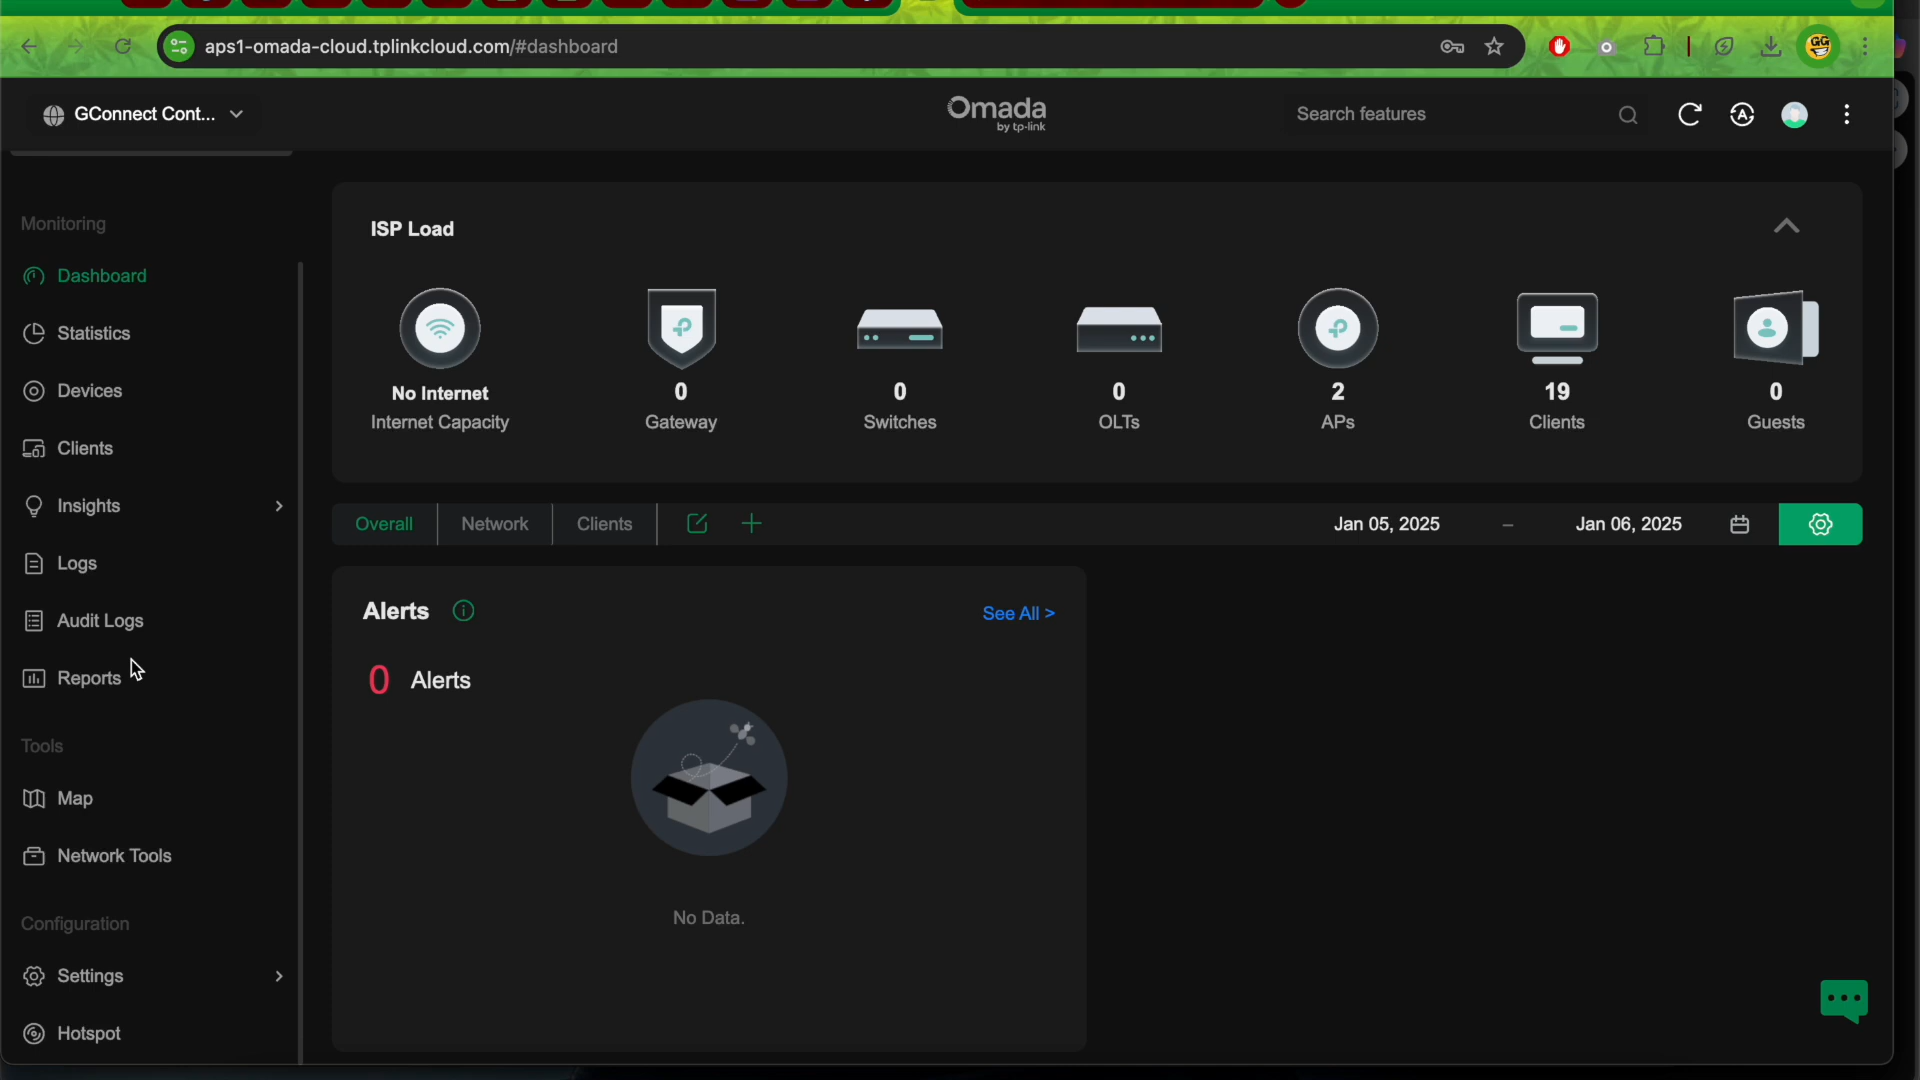 aps1-omada-cloud.tplinkcloud.com/#dashboard
GG
GConnect Cont...
Omada
by tp-link
Search features
A
Monitoring
Dashboard
Statistics
Devices
Clients
Insights
Logs
Audit Logs
Reports
Tools
Map
Network Tools
Configuration
Settings
Hotspot
ISP Load
No Internet
Internet Capacity
0
Gateway
0
Switches
0
OLTs
2
APs
19
Clients
0
Guests
Overall
Network
Clients
Jan 05, 2025 – Jan 06, 2025
Alerts
See All >
0 Alerts
No Data.